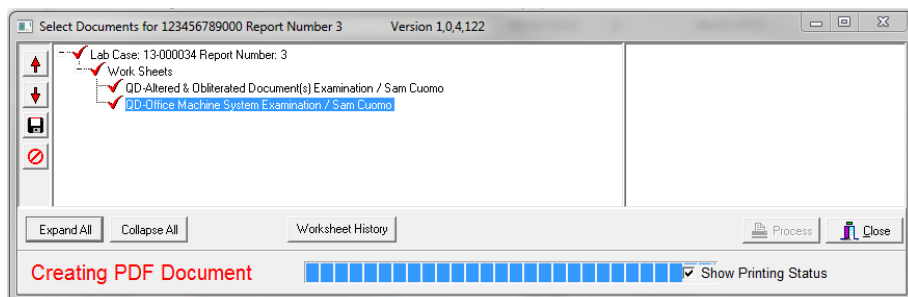 Select Documents for 123456789000 Report Number 3 Version 1,0,4,122
Lab Case: 13-000034 Report Number: 3
Work Sheets
QD-Altered & Obliterated Document(s) Examination / Sam Cuomo
QD-Office Machine System Examination / Sam Cuomo
Expand All Collapse All Worksheet History Process Close
Creating PDF Document Show Printing Status